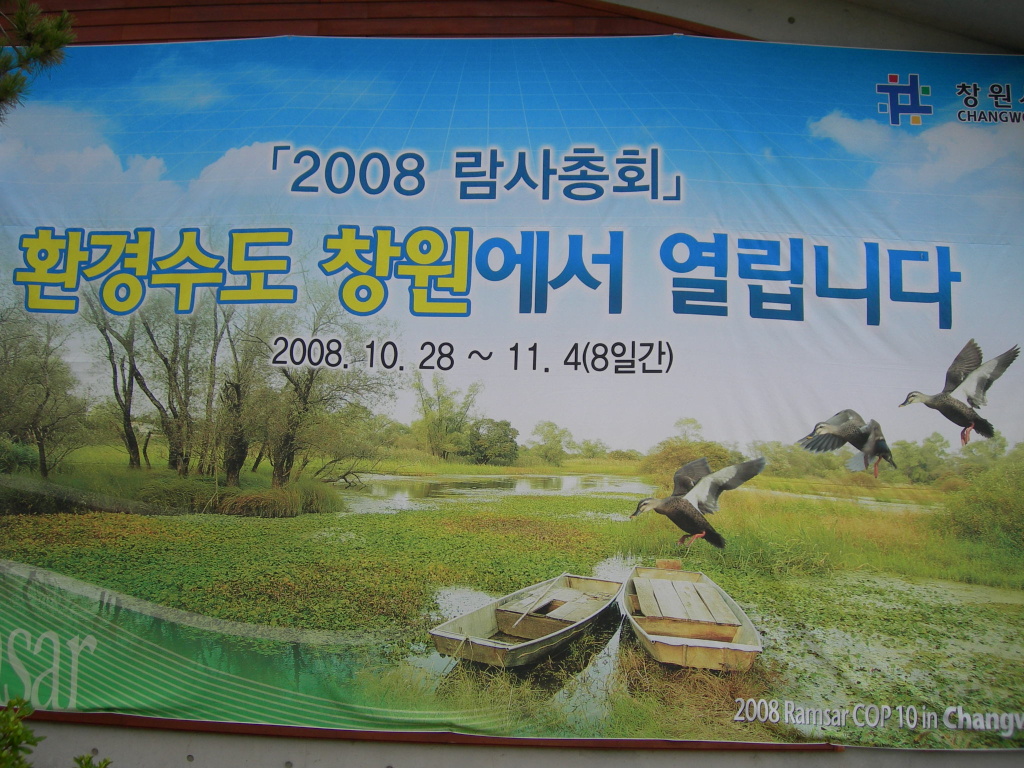 창원
CHANGW
「2008 람사총회」
환경수도 창원에서 열립니다
2008. 10. 28 ~ 11. 4(8일간)
sar
2008 Ramsar COP 10 in Changw